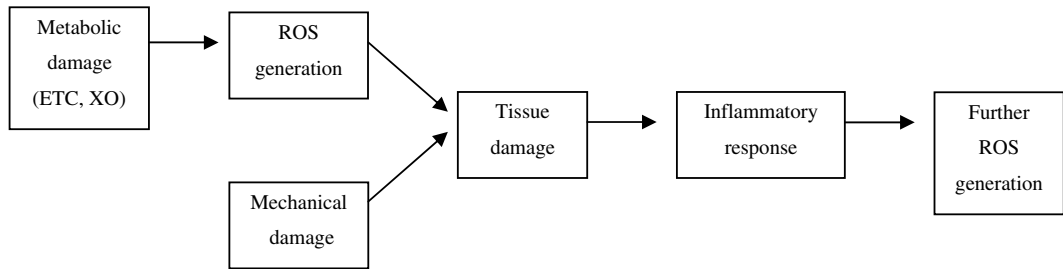 Metabolic
damage
(ETC, XO)
ROS
generation
Mechanical
damage
Tissue
damage
Inflammatory
response
Further
ROS
generation